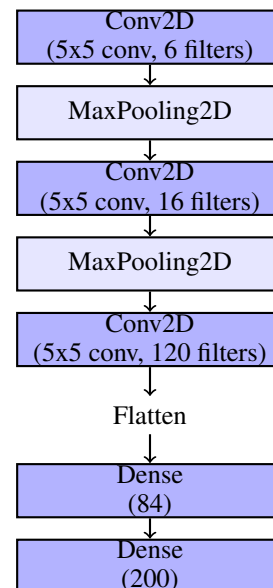 Conv2D
(5x5 conv, 6 filters)
MaxPooling2D
Conv2D
(5x5 conv, 16 filters)
MaxPooling2D
Conv2D
(5x5 conv, 120 filters)
Flatten
Dense
(84)
Dense
(200)